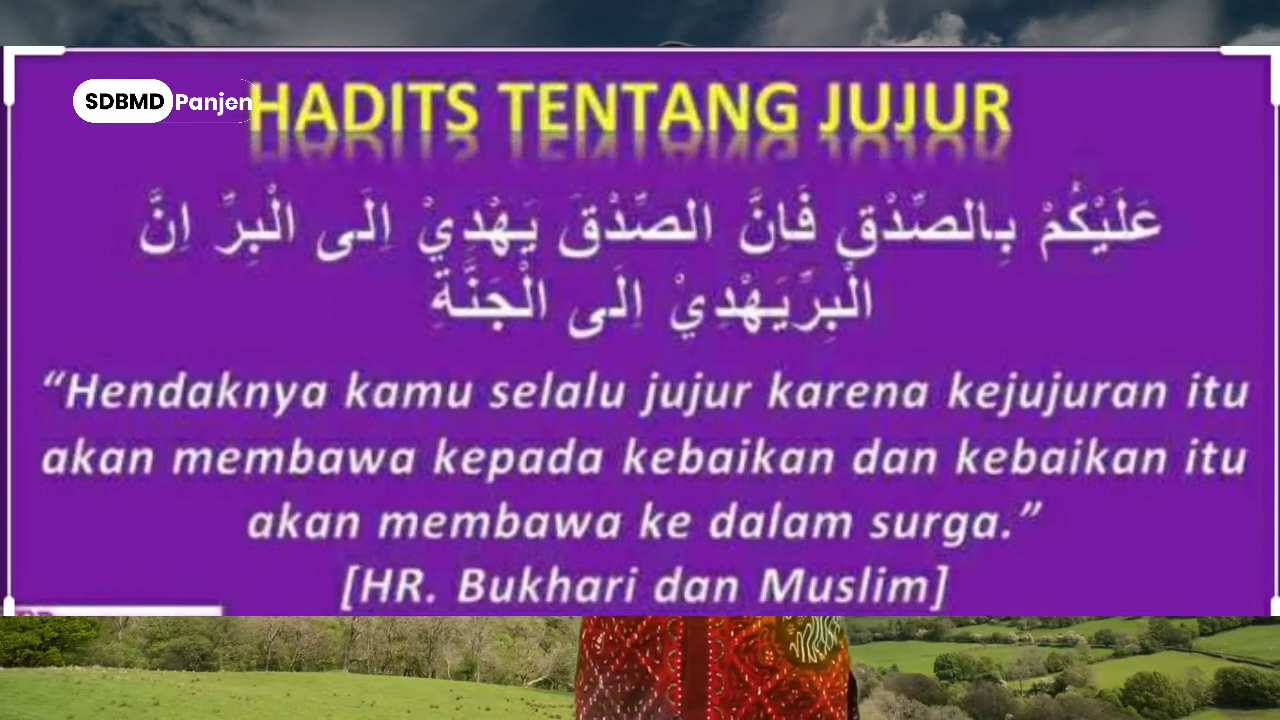 SDBMD Panjen
HADITS TENTANG JUJUR
عَلَيْكُمْ بِالصِّدْقِ فَاِنَّ الصِّدْقَ يَهْدِيْ اِلَى الْبِرِّ اِنَّ
الْبِرِّيَهْدِيْ اِلَى الْجَنَّةِ
“Hendaknya kamu selalu jujur karena kejujuran itu
akan membawa kepada kebaikan dan kebaikan itu
akan membawa ke dalam surga.”
[HR. Bukhari dan Muslim]